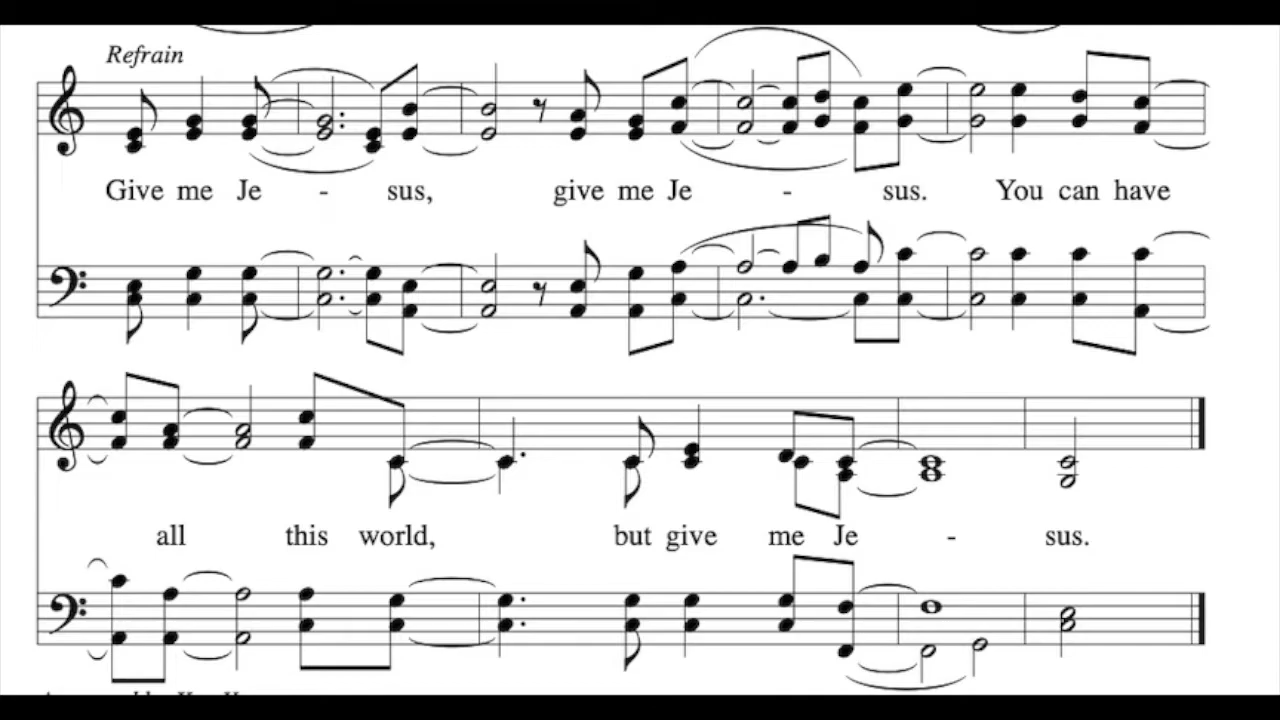 Refrain
Give me Je - sus, give me Je - sus. You can have
all this world, but give me Je - sus.